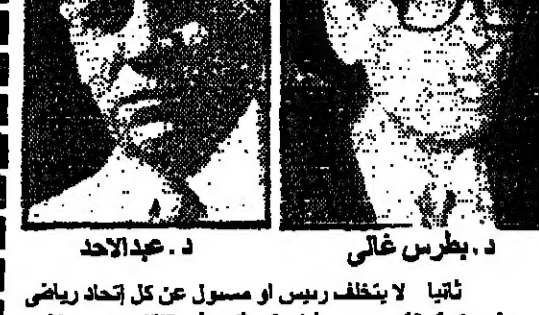 د . بطرس غالى
د . عبدالاحد
ثانيا لا يتخلف رئيس او مسئول عن كل إتحاد رياضى